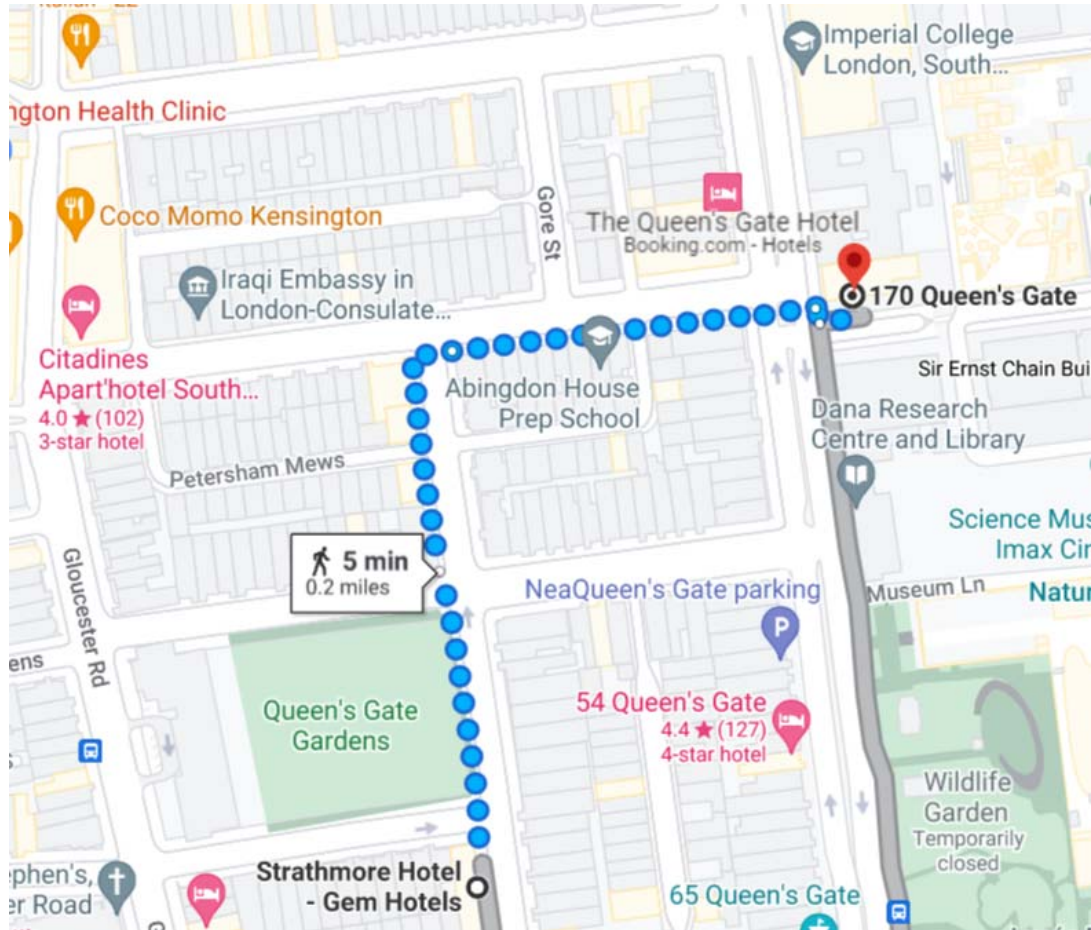 Imperial College
London, South...
ngton Health Clinic
Gore St
Coco Momo Kensington
The Queen's Gate Hotel
Booking.com - Hotels
Iraqi Embassy in
London-Consulate...
170 Queen's Gate
Citadines
Apart'hotel South...
4.0 ★ (102)
3-star hotel
Abingdon House
Prep School
Sir Ernst Chain Bui
Dana Research
Centre and Library
Petersham Mews
Science Mus
Imax Cir
5 min
0.2 miles
Gloucester Rd
NeaQueen's Gate parking
P
Museum Ln
Natur
ens
Queen's Gate
Gardens
54 Queen's Gate
4.4 ★ (127)
4-star hotel
Wildlife
Garden
Temporarily
closed
Strathmore Hotel
- Gem Hotels
ephen's,
er Road
65 Queen's Gate